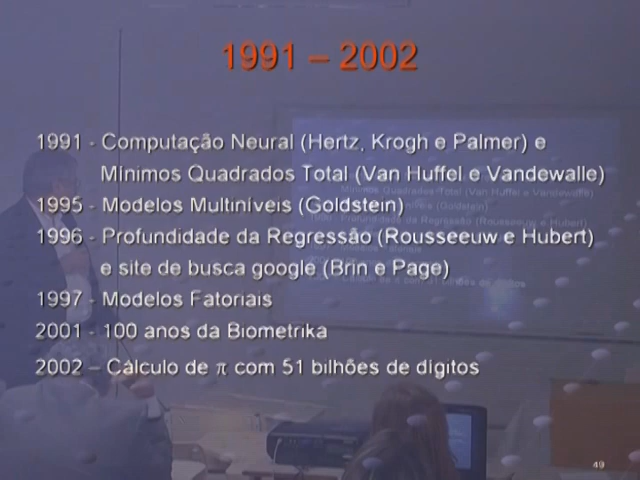 1991 – 2002
1991 - Computação Neural (Hertz, Krogh e Palmer) e
Mínimos Quadrados Total (Van Huffel e Vandewalle)
1995 - Modelos Multiníveis (Goldstein)
1996 - Profundidade da Regressão (Rousseeuw e Hubert)
e site de busca google (Brin e Page)
1997 - Modelos Fatoriais
2001 - 100 anos da Biometrika
2002 – Cálculo de π com 51 bilhões de dígitos
49